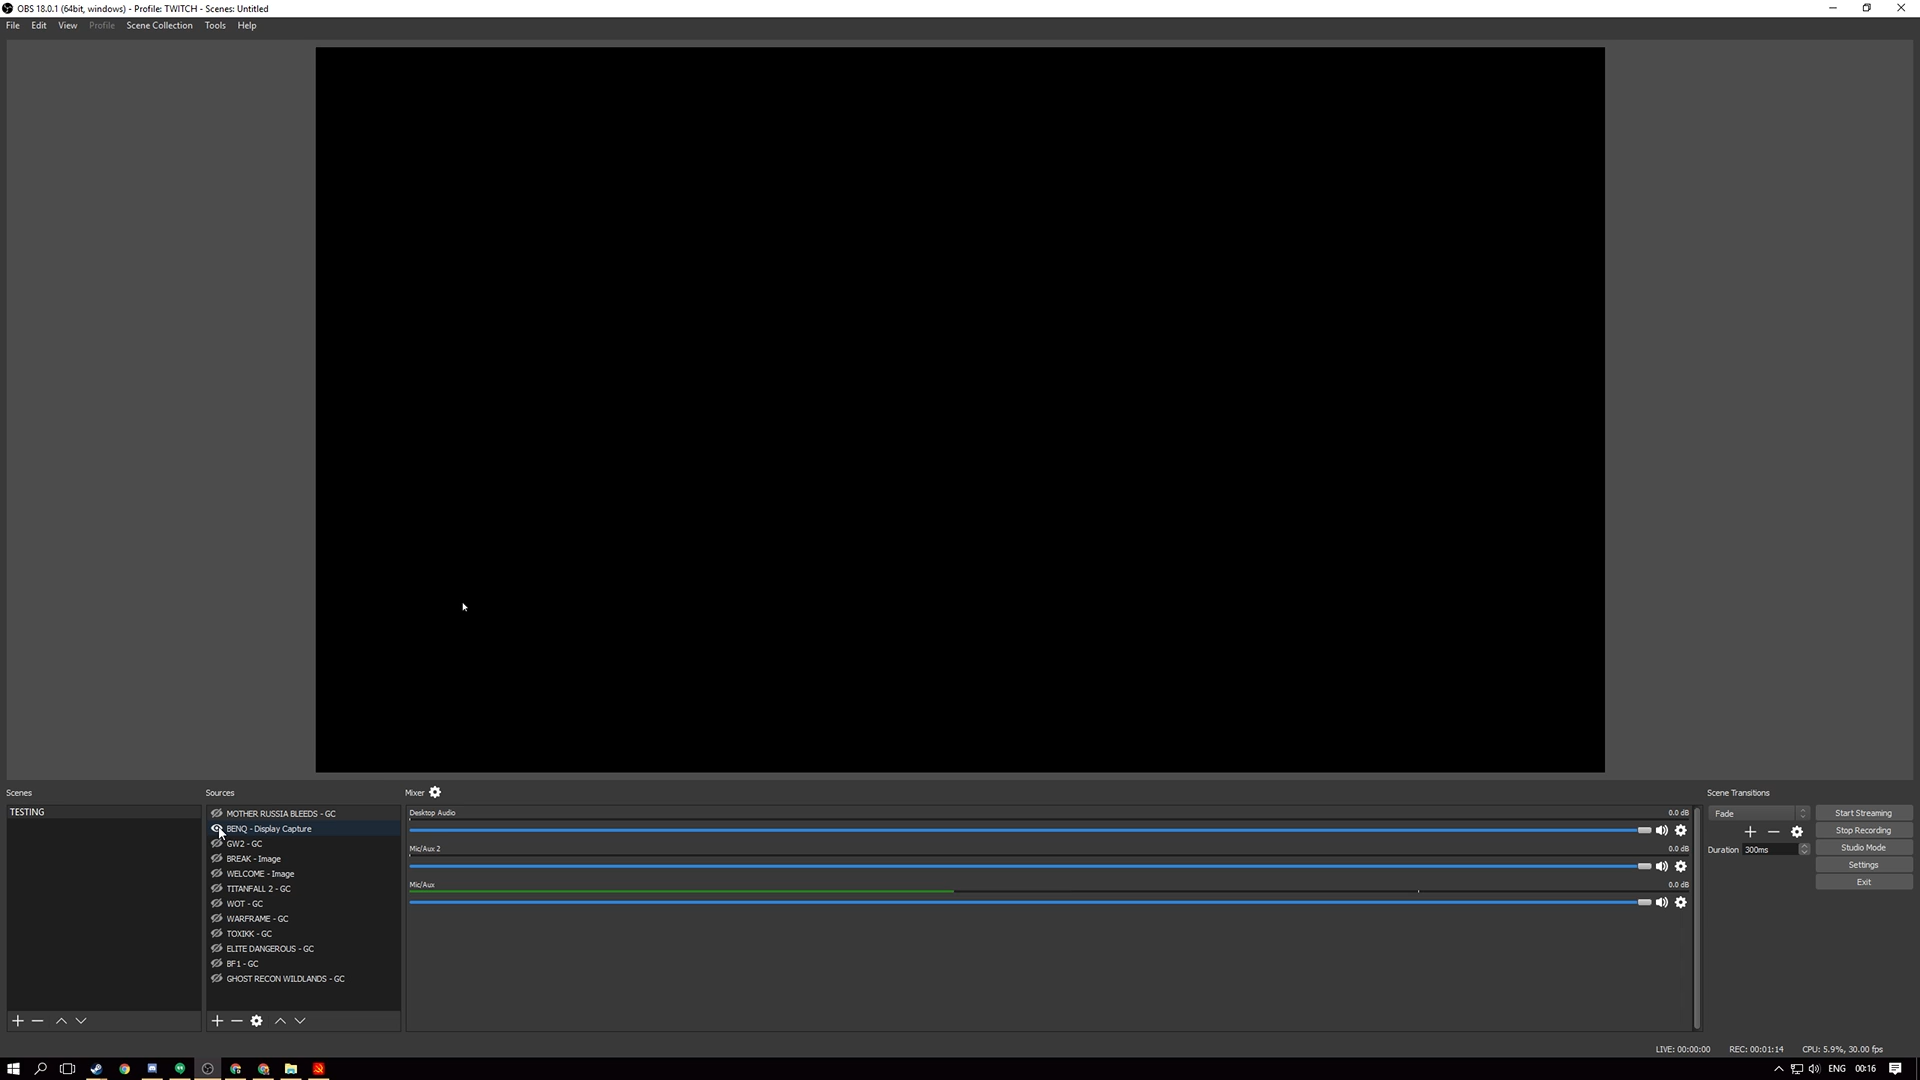 OBS 18.0.1 (64bit, windows) - Profile: TWITCH - Scenes: Untitled
File Edit View Profile Scene Collection Tools Help
Scenes
TESTING
Sources
MOTHER RUSSIA BLEEDS - GC
BENQ - Display Capture
GW2 - GC
BREAK - Image
WELCOME - Image
TITANFALL 2 - GC
WOT - GC
WARFRAME - GC
TOXIKK - GC
ELITE DANGEROUS - GC
BF1 - GC
GHOST RECON WILDLANDS - GC
Mixer
Desktop Audio 0.0 dB
Mic/Aux 2 0.0 dB
Mic/Aux 0.0 dB
Scene Transitions
Fade
Duration 300ms
Start Streaming
Stop Recording
Studio Mode
Settings
Exit
LIVE: 00:00:00 REC: 00:01:14 CPU: 5.9%, 30.00 fps
ENG 00:16